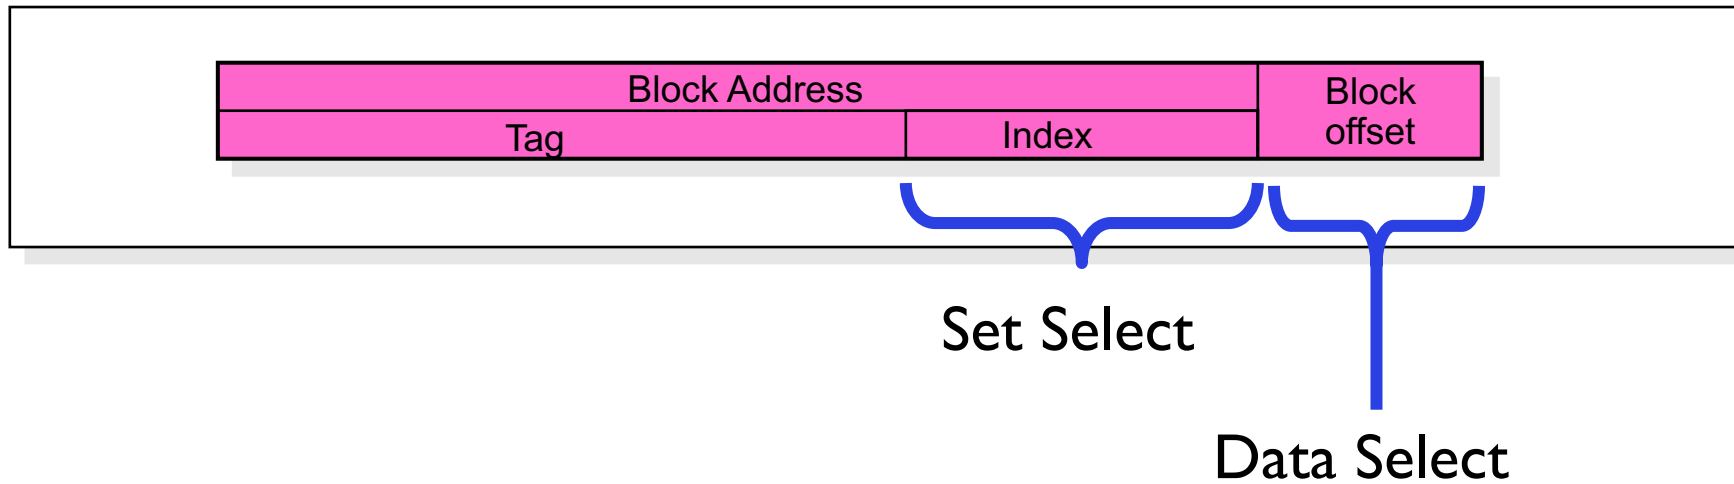 Block Address
Block
offset
Tag
Index
Set Select
Data Select